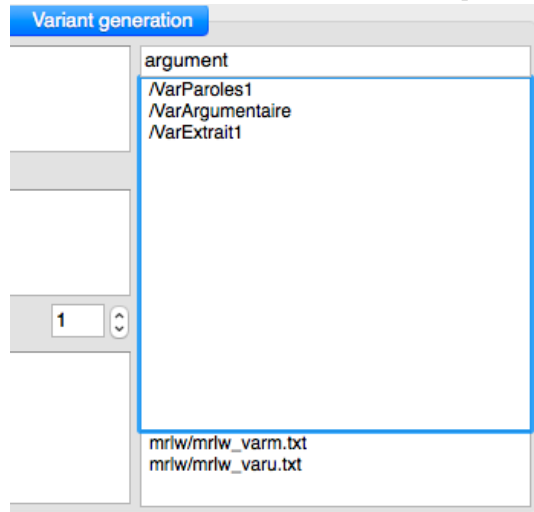 Variant generation
argument
/VarParoles1
/VarArgumentaire
/VarExtrait1
1
mrlw/mrlw_varm.txt
mrlw/mrlw_varu.txt